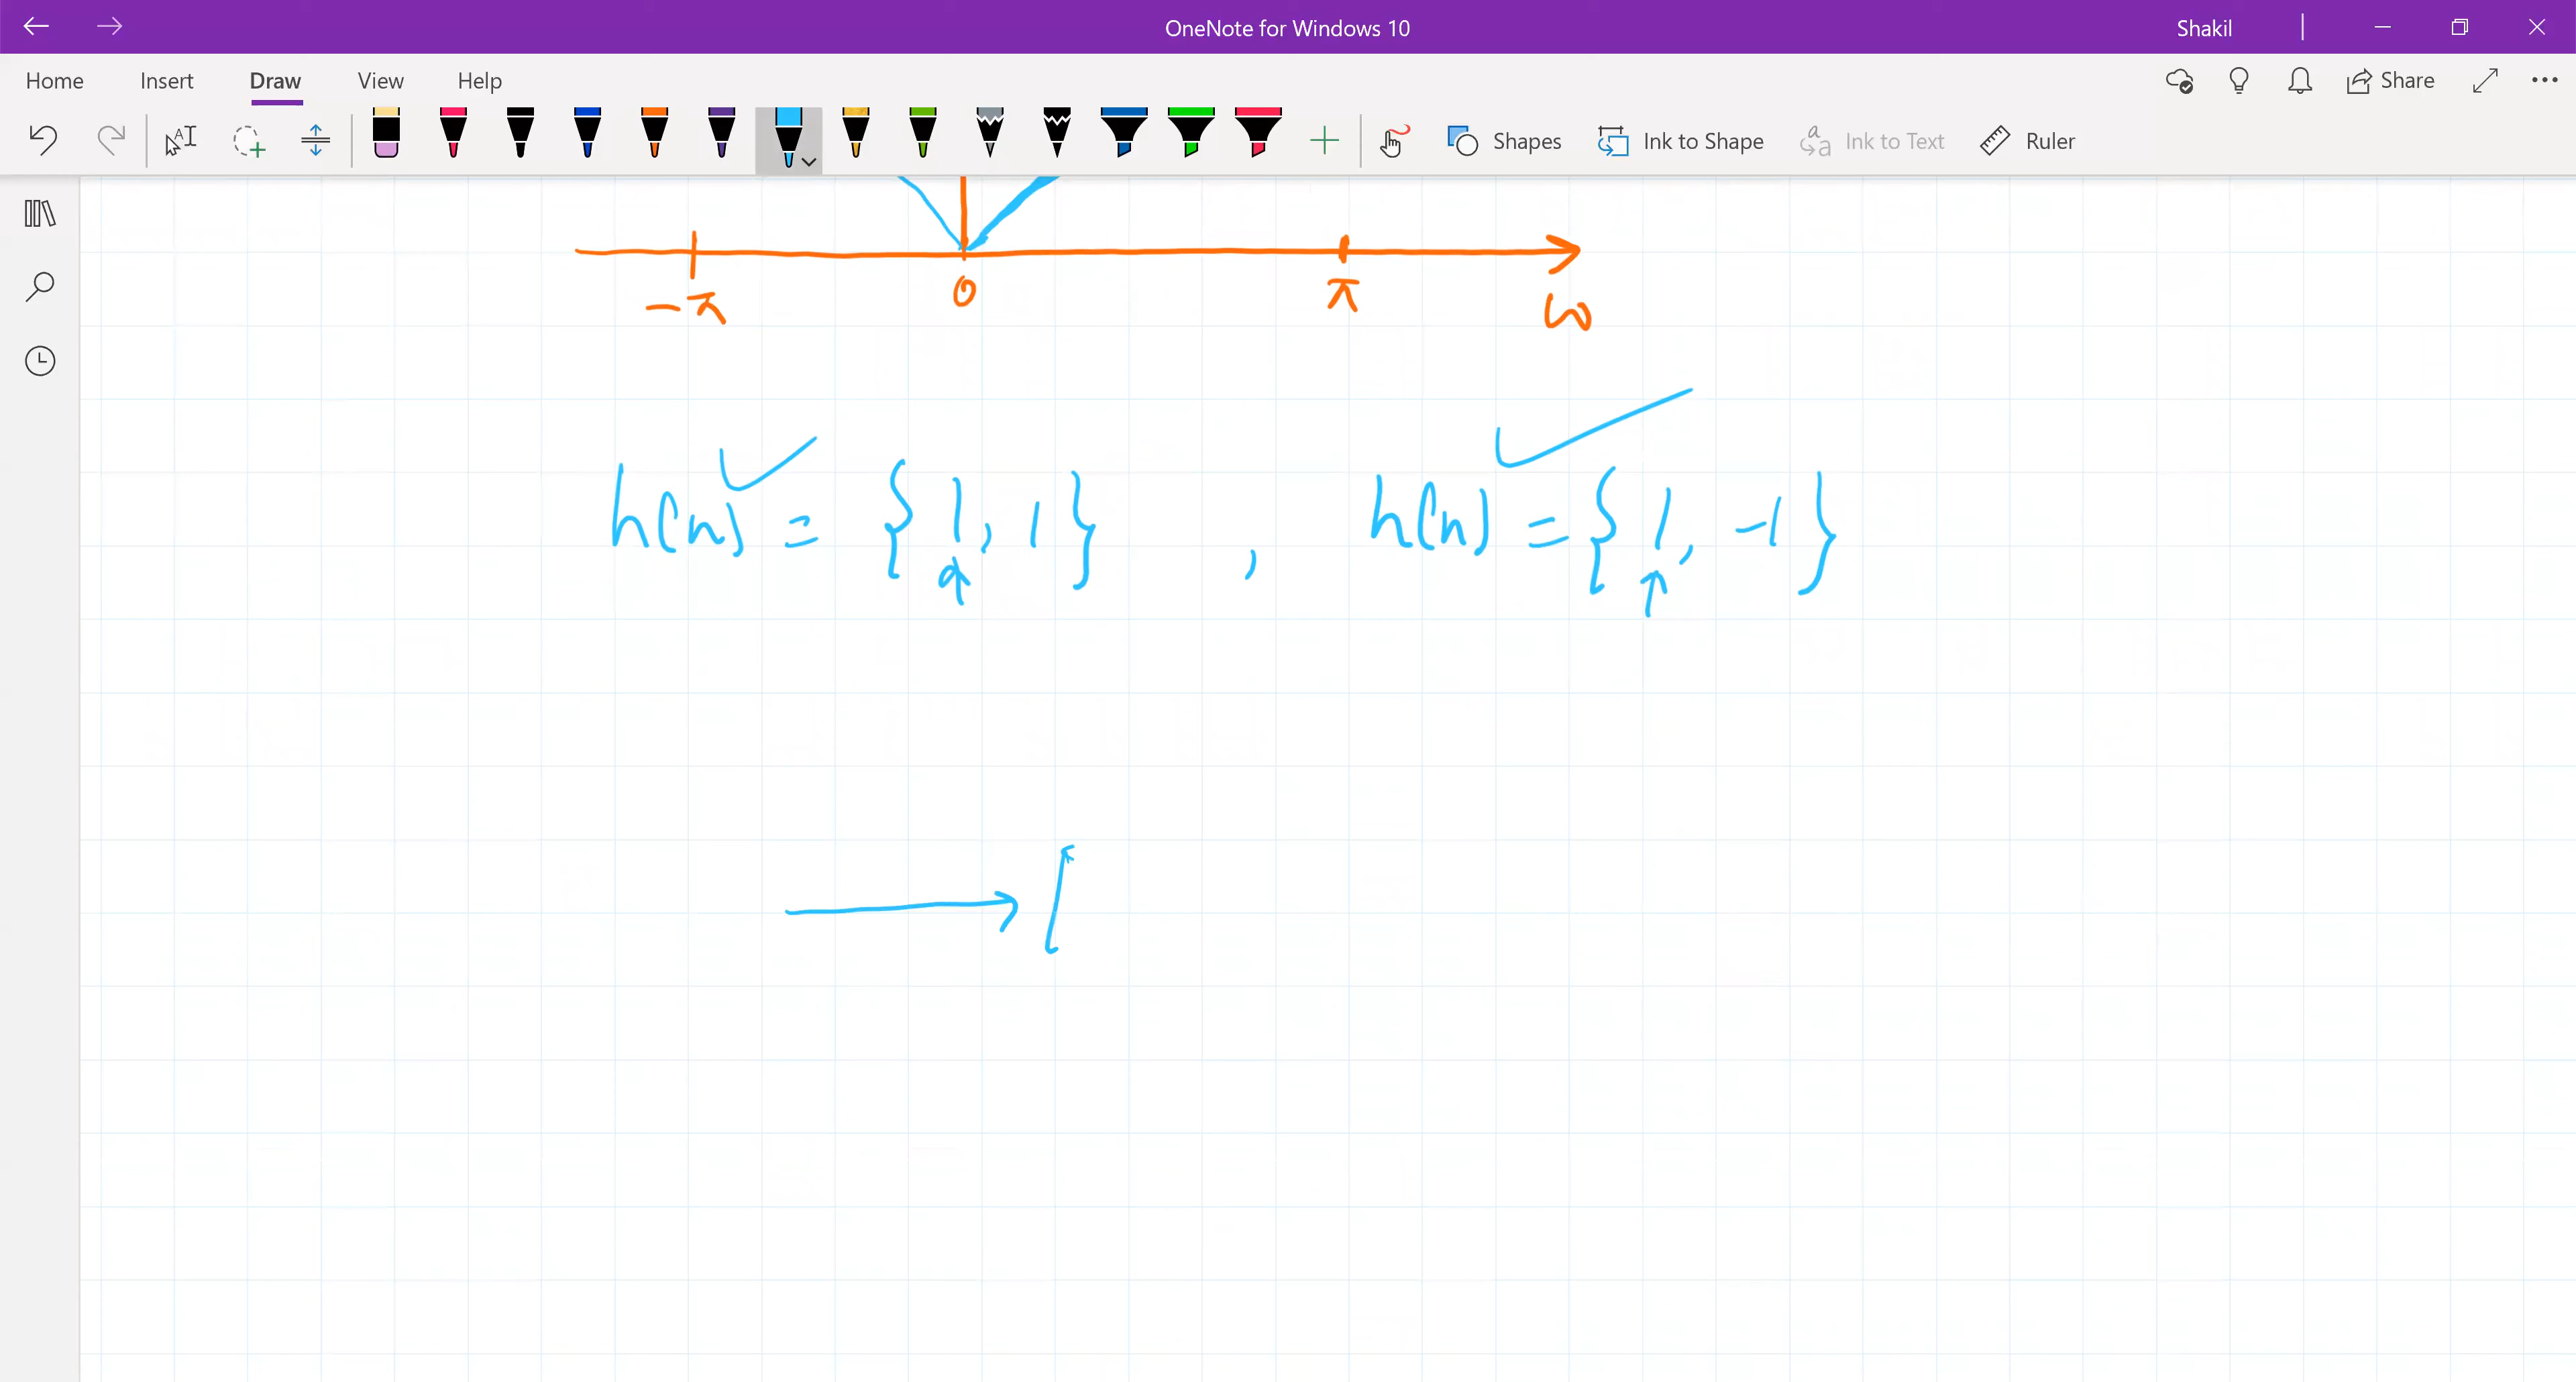 OneNote for Windows 10 Shakil
Home Insert Draw View Help Share
Shapes Ink to Shape Ink to Text Ruler
-π 0 π ω
h(n) = {1, 1} , h(n) = {1, -1}
↑ ↑